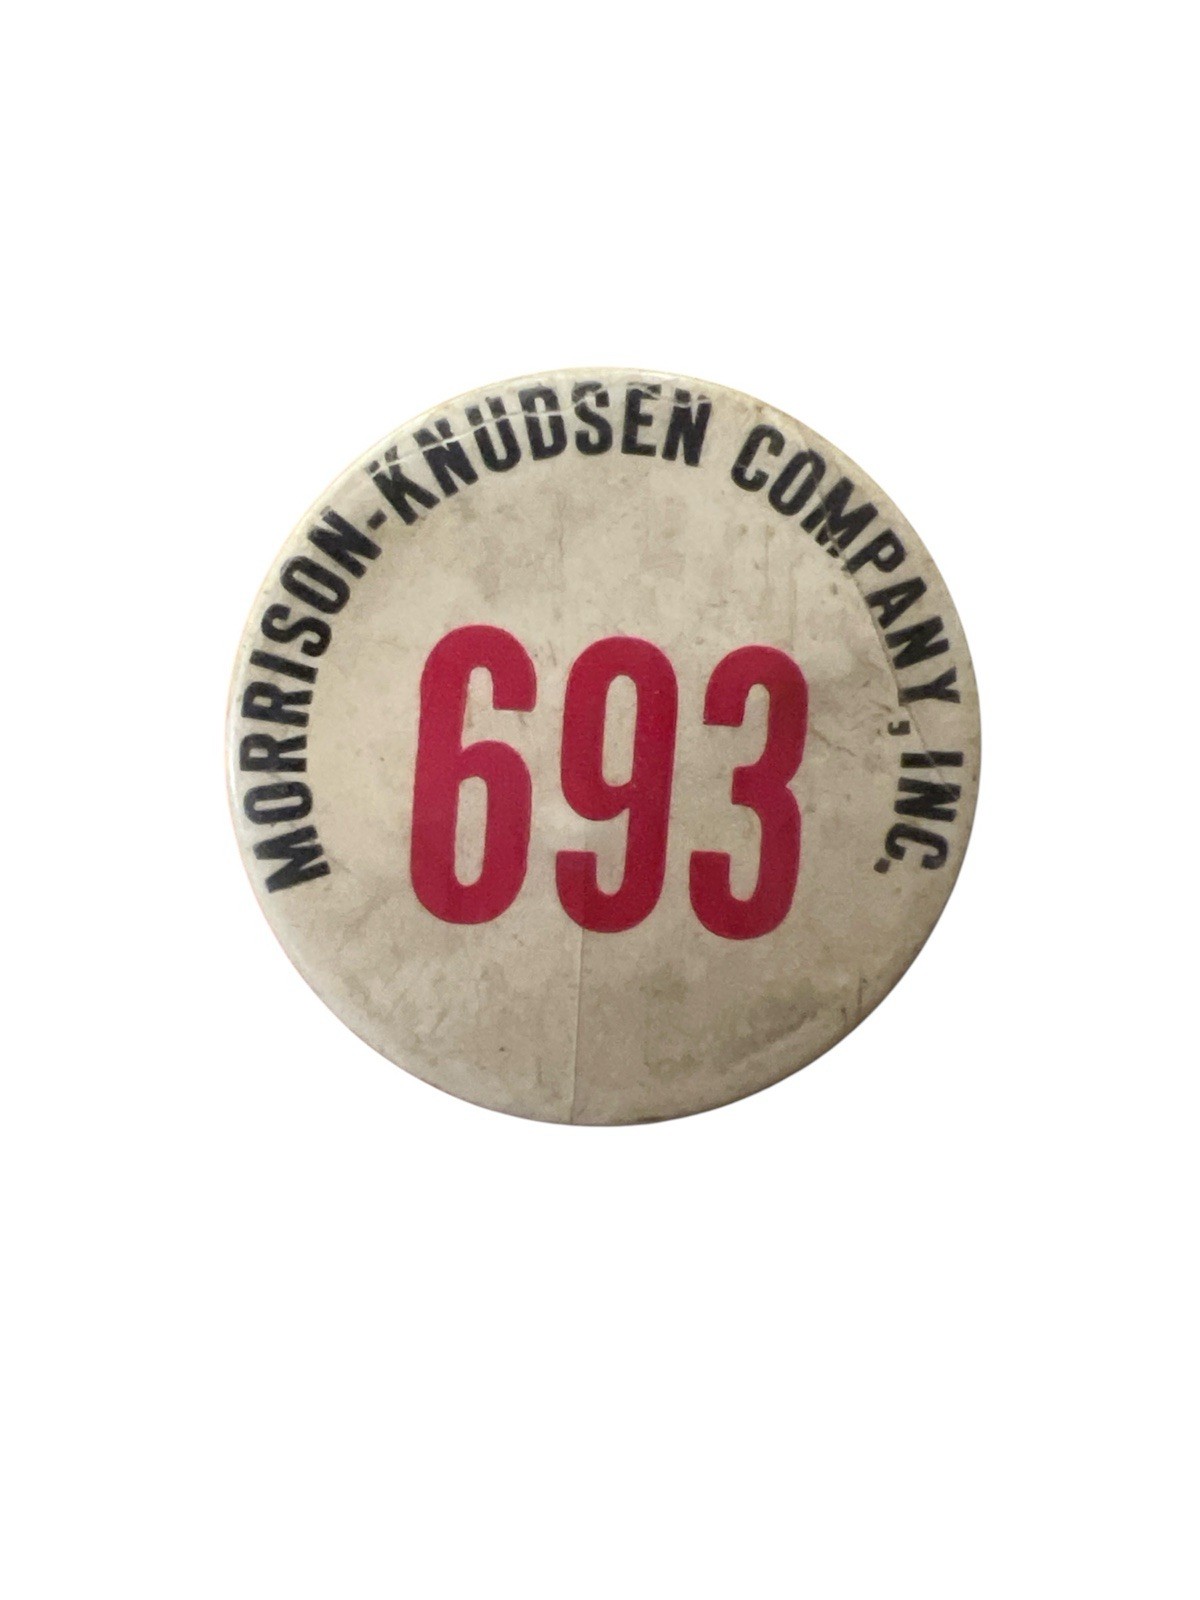 MORRISON-KNUDSEN COMPANY, INC.
693